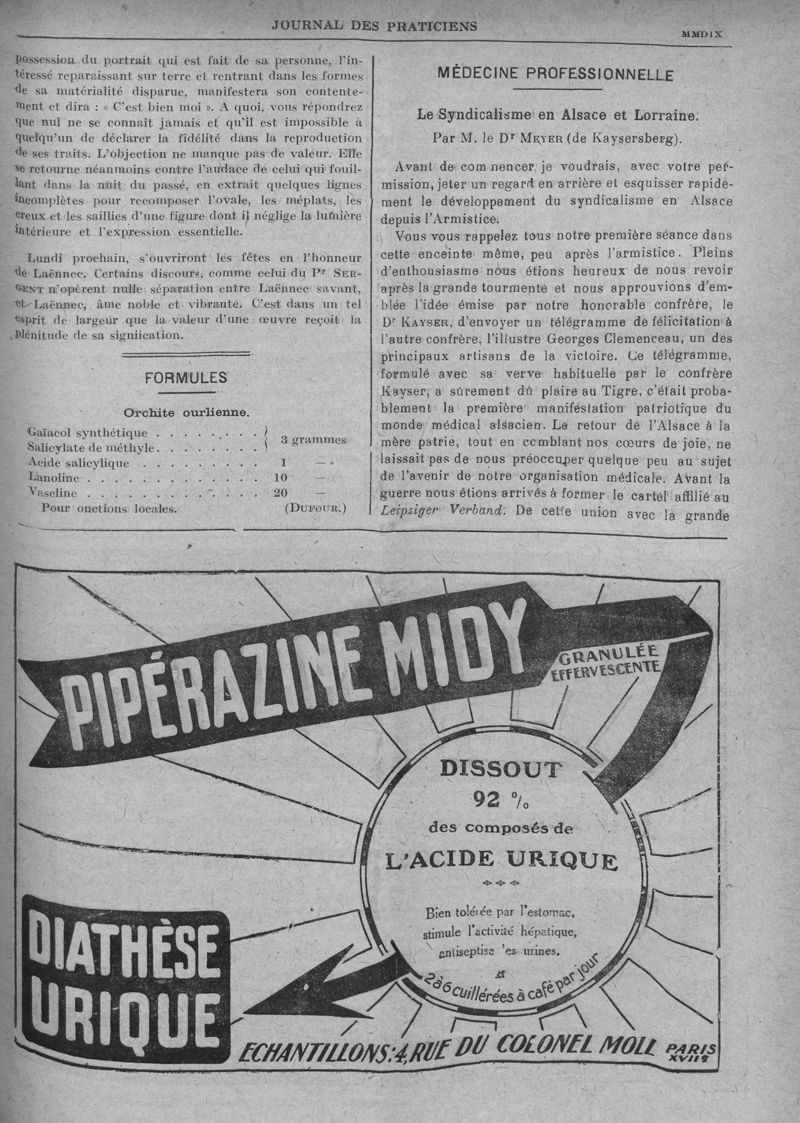 JOURNAL DES PRATICIENS
MMDIX
possession du portrait qui est fait de sa personne, l'in-
téressé reparaissant sur terre et rentrant dans les formes
de sa matérialité disparue, manifestera son contente-
ment et dira : « C'est bien moi ». A quoi, vous répondrez
que nul ne se connaît jamais et qu'il est impossible à
quelqu'un de déclarer la fidélité dans la reproduction
de ses traits. L'objection ne manque pas de valeur. Elle
se retourne néanmoins contre l'audace de celui qui fouil-
lant dans la nuit du passé, en extrait quelques lignes
incomplètes pour recomposer l'ovale, les méplats, les
creux et les saillies d'une figure dont il néglige la lumière
intérieure et l'expression essentielle.
Lundi prochain, s'ouvriront les fêtes en l'honneur
de Laënnec. Certains discours, comme celui du Pr SER-
GENT n'opèrent nulle séparation entre Laënnec savant,
et Laënnec, âme noble et vibrante. C'est dans un tel
esprit de largeur que la valeur d'une œuvre reçoit la
plénitude de sa signiication.
FORMULES
Orchite ourlienne.
Gaïacol synthétique . . . . . . . . }
Salicylate de méthyle. . . . . . . . } 3 grammes
Acide salicylique . . . . . . . . . 1 —
Lanoline . . . . . . . . . . . . 10 —
Vaseline . . . . . . . . . . . . 20 —
Pour onctions locales. (DUFOUR.)
MÉDECINE PROFESSIONNELLE
Le Syndicalisme en Alsace et Lorraine.
Par M. le Dr MEYER (de Kaysersberg).
Avant de commencer je voudrais, avec votre per-
mission, jeter un regard en arrière et esquisser rapide-
ment le développement du syndicalisme en Alsace
depuis l'Armistice.
Vous vous rappelez tous notre première séance dans
cette enceinte même, peu après l'armistice. Pleins
d'enthousiasme nous étions heureux de nous revoir
après la grande tourmente et nous approuvions d'em-
blée l'idée émise par notre honorable confrère, le
Dr KAYSER, d'envoyer un télégramme de félicitation à
l'autre confrère, l'illustre Georges Clemenceau, un des
principaux artisans de la victoire. Ce télégramme,
formulé avec sa verve habituelle par le confrère
Kayser, a sûrement dû plaire au Tigre, c'était proba-
blement la première manifestation patriotique du
monde médical alsacien. Le retour de l'Alsace à la
mère patrie, tout en comblant nos cœurs de joie, ne
laissait pas de nous préoccuper quelque peu au sujet
de l'avenir de notre organisation médicale. Avant la
guerre nous étions arrivés à former le cartel affilié au
Leipziger Verband. De cette union avec la grande
PIPÉRAZINE MIDY
GRANULÉE
EFFERVESCENTE
DISSOUT
92 %
des composés de
L'ACIDE URIQUE
Bien tolérée par l'estomac,
stimule l'activité hépatique,
antiseptise les urines.
2 à 6 cuillérées à café par jour
DIATHÈSE
URIQUE
ECHANTILLONS: 4, RUE DU COLONEL MOLL PARIS
XVIIe